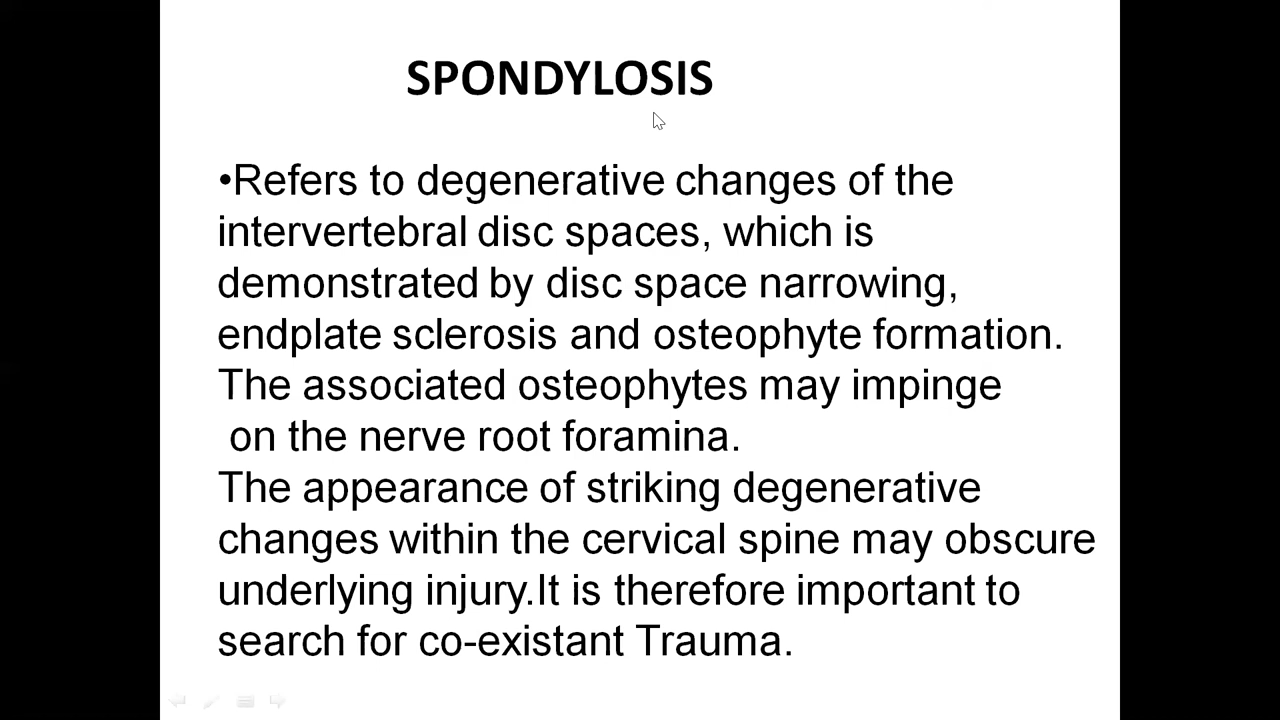 SPONDYLOSIS
•Refers to degenerative changes of the
intervertebral disc spaces, which is
demonstrated by disc space narrowing,
endplate sclerosis and osteophyte formation.
The associated osteophytes may impinge
on the nerve root foramina.
The appearance of striking degenerative
changes within the cervical spine may obscure
underlying injury.It is therefore important to
search for co-existant Trauma.